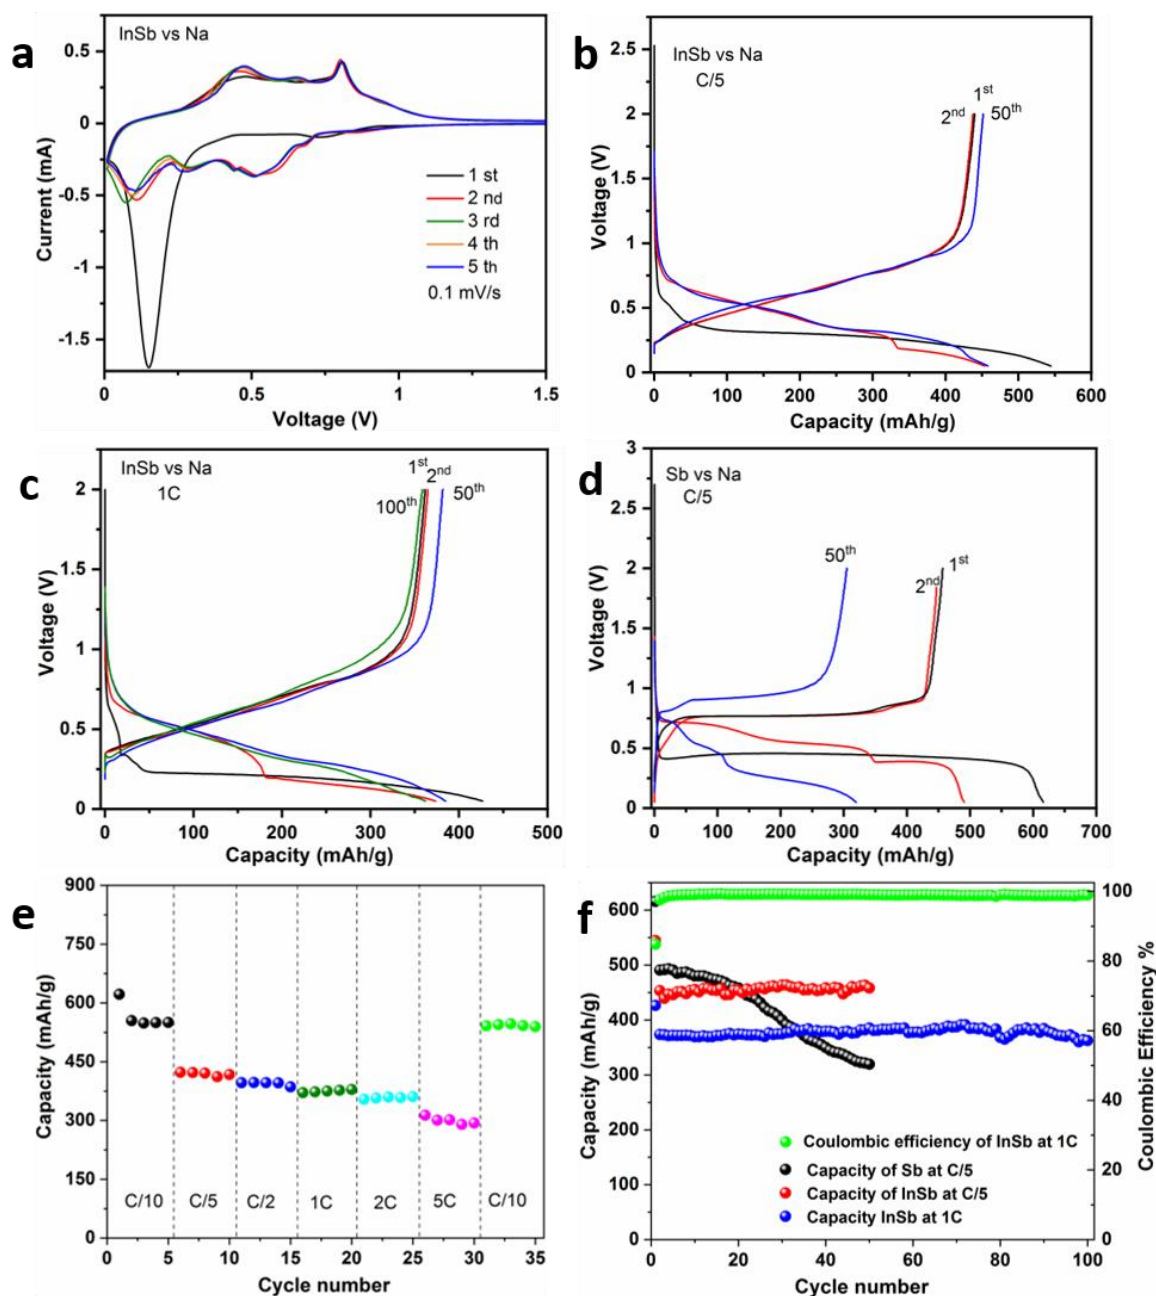 a
InSb vs Na
0.5
0
-0.5
-1
-1.5
Current (mA)
1 st
2 nd
3 rd
4 th
5 th
0.1 mV/s
0
0.5
1
1.5
Voltage (V)
b
InSb vs Na
C/5
2nd
1st
50th
2.5
2
1.5
1
0.5
0
Voltage (V)
0 100 200 300 400 500 600
Capacity (mAh/g)
c
InSb vs Na
1C
1st
2nd
100th
50th
2
1.5
1
0.5
0
Voltage (V)
0 100 200 300 400 500
Capacity (mAh/g)
d
Sb vs Na
C/5
50th
2nd
1st
3
2.5
2
1.5
1
0.5
0
Voltage (V)
0 100 200 300 400 500 600 700
Capacity (mAh/g)
e
900
750
600
450
300
150
0
Capacity (mAh/g)
C/10 C/5 C/2 1C 2C 5C C/10
0 5 10 15 20 25 30 35
Cycle number
f
600
500
400
300
200
100
0
Capacity (mAh/g)
100
80
60
40
20
0
Coulombic Efficiency %
Coulombic efficiency of InSb at 1C
Capacity of Sb at C/5
Capacity of InSb at C/5
Capacity InSb at 1C
0 20 40 60 80 100
Cycle number